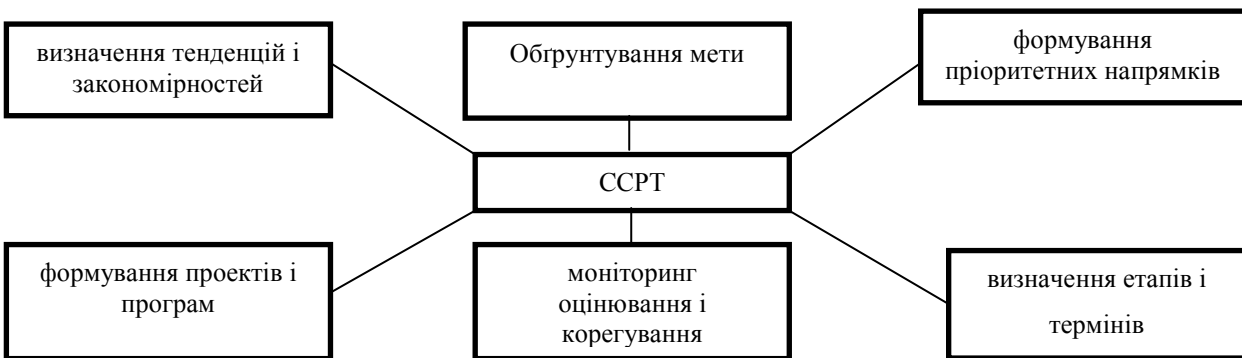 визначення тенденцій і
закономірностей
Обґрунтування мети
формування
пріоритетних напрямків
ССРТ
формування проектів і
програм
моніторинг
оцінювання і
корегування
визначення етапів і
термінів